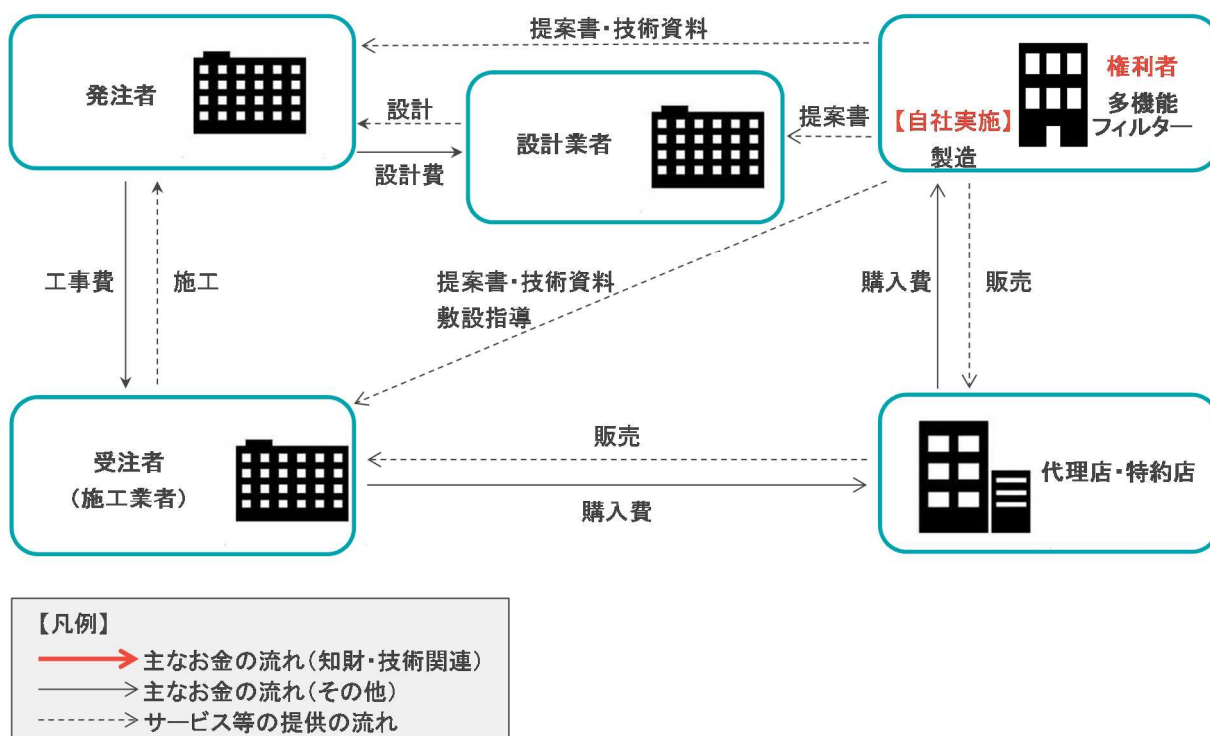 提案書・技術資料
発注者
設計
設計費
設計業者
提案書
【自社実施】
製造
権利者
多機能
フィルター
工事費
施工
提案書・技術資料
敷設指導
購入費
販売
受注者
（施工業者）
販売
購入費
代理店・特約店
【凡例】
主なお金の流れ（知財・技術関連）
主なお金の流れ（その他）
サービス等の提供の流れ